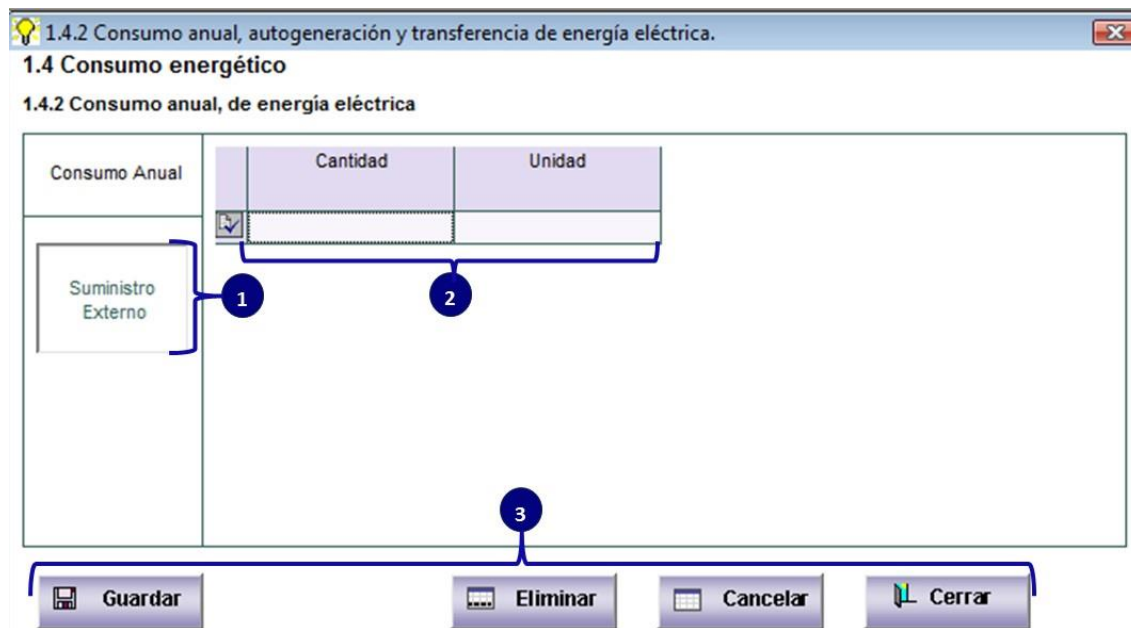 1.4.2 Consumo anual, autogeneración y transferencia de energía eléctrica.
1.4 Consumo energético
1.4.2 Consumo anual, de energía eléctrica
Consumo Anual
Cantidad
Unidad
Suministro
Externo
1
2
3
Guardar
Eliminar
Cancelar
Cerrar